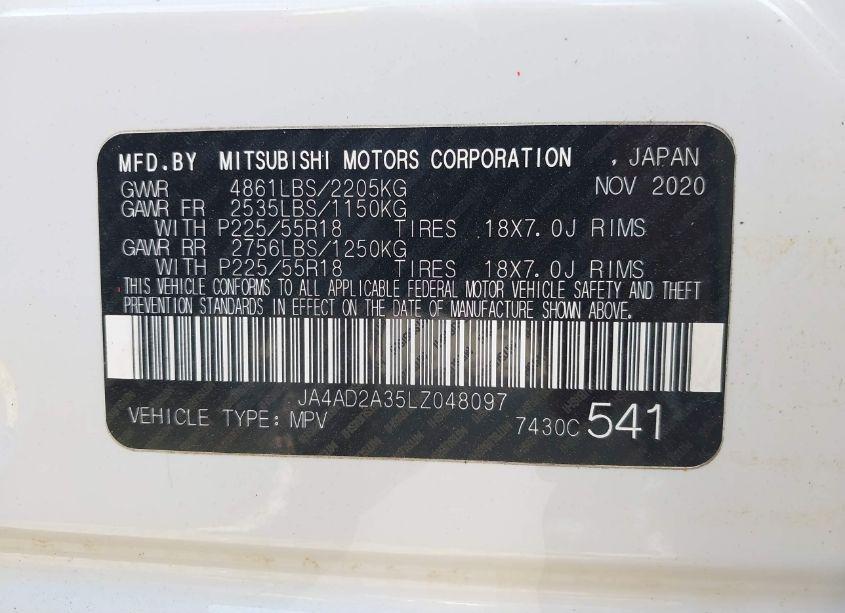 MFD.BY MITSUBISHI MOTORS CORPORATION , JAPAN
GVWR 4861LBS/2205KG NOV 2020
GAWR FR 2535LBS/1150KG
WITH P225/55R18 TIRES 18X7.0J RIMS
GAWR RR 2756LBS/1250KG
WITH P225/55R18 TIRES 18X7.0J RIMS
THIS VEHICLE CONFORMS TO ALL APPLICABLE FEDERAL MOTOR VEHICLE SAFETY AND THEFT
PREVENTION STANDARDS IN EFFECT ON THE DATE OF MANUFACTURE SHOWN ABOVE.
JA4AD2A35LZ048097
VEHICLE TYPE: MPV 7430C 541